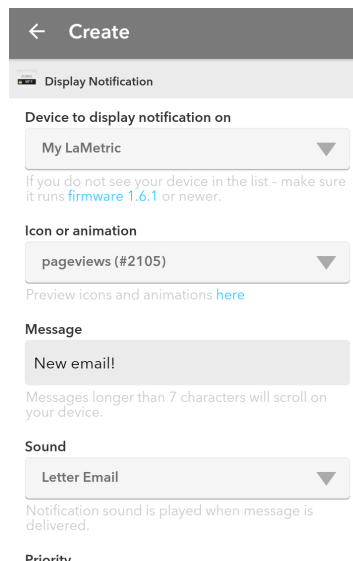 Create
Display Notification
Device to display notification on
My LaMetric
If you do not see your device in the list - make sure
it runs firmware 1.6.1 or newer.
Icon or animation
pageviews (#2105)
Preview icons and animations here
Message
New email!
Messages longer than 7 characters will scroll on
your device.
Sound
Letter Email
Notification sound is played when message is
delivered.
Priority